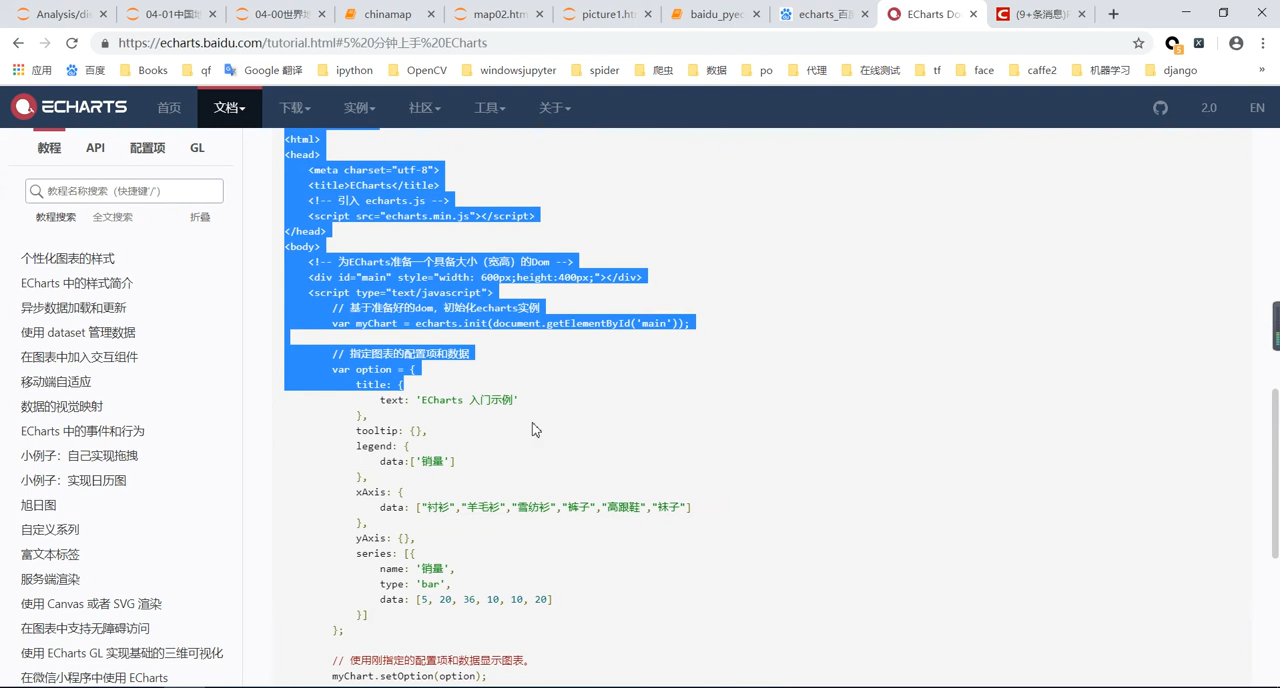 Analysis/di
04-01中国地
04-00世界地
chinamap
map02.htm
picture1.ht
baidu_pyec
echarts_百度
ECharts Do
(9+条消息)
https://echarts.baidu.com/tutorial.html#5%20分钟上手%20ECharts
5
应用 百度 Books qf Google 翻译 ipython OpenCV windowsjupyter spider 爬虫 数据 po 代理 在线测试 tf face caffe2 机器学习 django »
ECHARTS 首页 文档 下载 实例 社区 工具 关于 2.0 EN
教程 API 配置项 GL
教程名称搜索（快捷键'/'）
教程搜索 全文搜索 折叠
个性化图表的样式
ECharts 中的样式简介
异步数据加载和更新
使用 dataset 管理数据
在图表中加入交互组件
移动端自适应
数据的视觉映射
ECharts 中的事件和行为
小例子：自己实现拖拽
小例子：实现日历图
旭日图
自定义系列
富文本标签
服务端渲染
使用 Canvas 或者 SVG 渲染
在图表中支持无障碍访问
使用 ECharts GL 实现基础的三维可视化
在微信小程序中使用 ECharts
<html>
<head>
<meta charset="utf-8">
<title>ECharts</title>
<!-- 引入 echarts.js -->
<script src="echarts.min.js"></script>
</head>
<body>
<!-- 为ECharts准备一个具备大小（宽高）的Dom -->
<div id="main" style="width: 600px;height:400px;"></div>
<script type="text/javascript">
// 基于准备好的dom，初始化echarts实例
var myChart = echarts.init(document.getElementById('main'));
// 指定图表的配置项和数据
var option = {
title: {
text: 'ECharts 入门示例'
},
tooltip: {},
legend: {
data:['销量']
},
xAxis: {
data: ["衬衫","羊毛衫","雪纺衫","裤子","高跟鞋","袜子"]
},
yAxis: {},
series: [{
name: '销量',
type: 'bar',
data: [5, 20, 36, 10, 10, 20]
}]
};
// 使用刚指定的配置项和数据显示图表。
myChart.setOption(option);